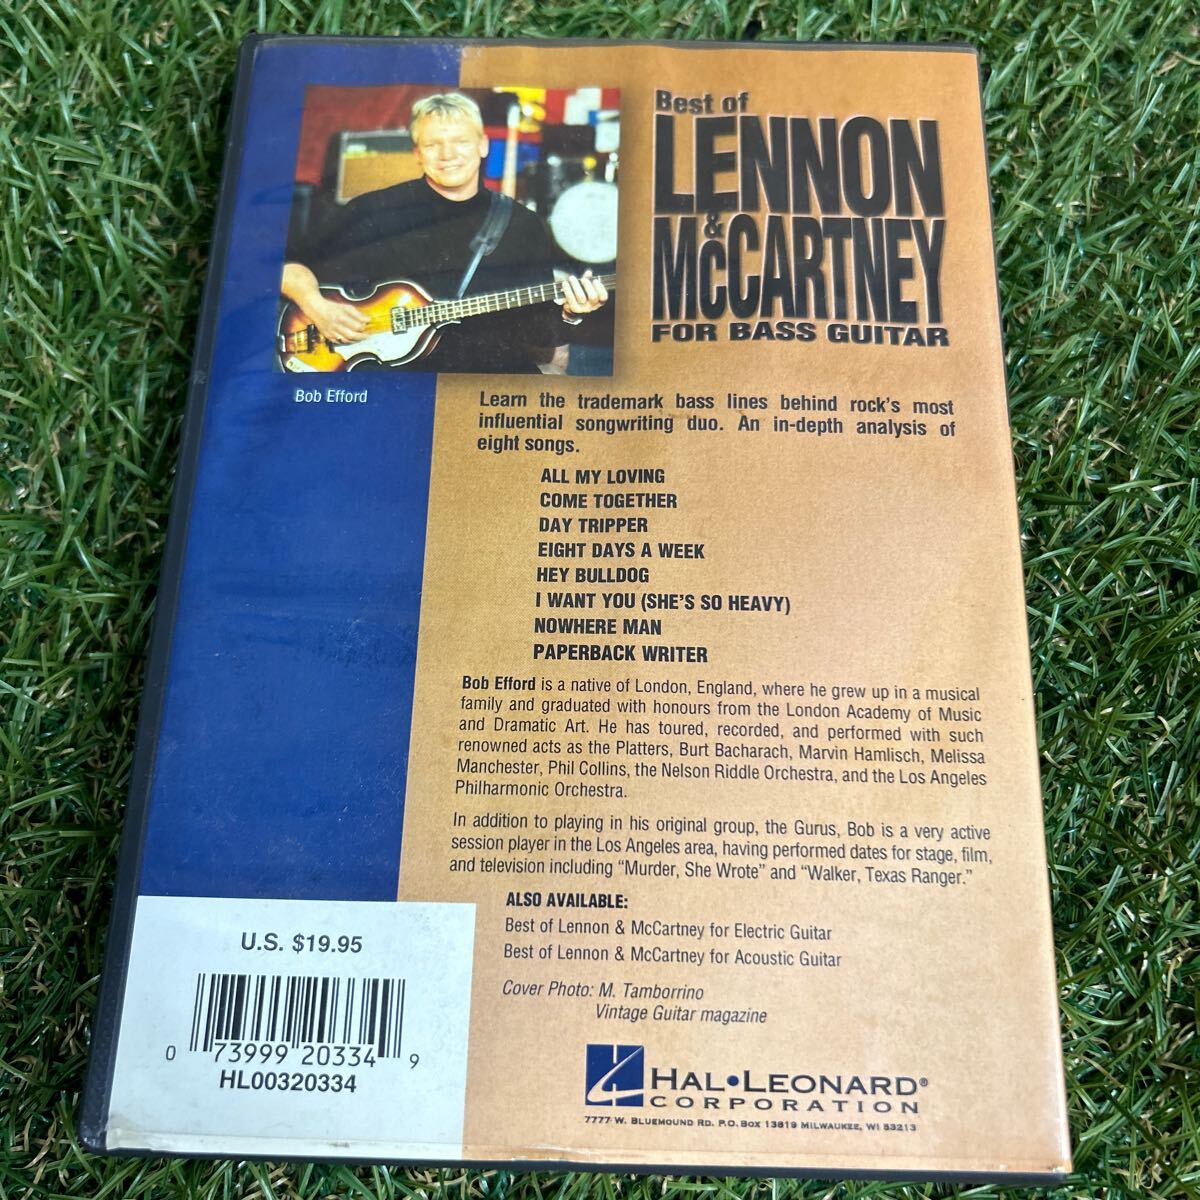 Best of
LENNON
&
McCARTNEY
FOR BASS GUITAR
Bob Efford
Learn the trademark bass lines behind rock's most
influential songwriting duo. An in-depth analysis of
eight songs.
ALL MY LOVING
COME TOGETHER
DAY TRIPPER
EIGHT DAYS A WEEK
HEY BULLDOG
I WANT YOU (SHE'S SO HEAVY)
NOWHERE MAN
PAPERBACK WRITER
Bob Efford is a native of London, England, where he grew up in a musical
family and graduated with honours from the London Academy of Music
and Dramatic Art. He has toured, recorded, and performed with such
renowned acts as the Platters, Burt Bacharach, Marvin Hamlisch, Melissa
Manchester, Phil Collins, the Nelson Riddle Orchestra, and the Los Angeles
Philharmonic Orchestra.
In addition to playing in his original group, the Gurus, Bob is a very active
session player in the Los Angeles area, having performed dates for stage, film,
and television including “Murder, She Wrote” and “Walker, Texas Ranger.”
ALSO AVAILABLE:
Best of Lennon & McCartney for Electric Guitar
Best of Lennon & McCartney for Acoustic Guitar
Cover Photo: M. Tamborrino
Vintage Guitar magazine
U.S. $19.95
0 73999 20334 9
HL00320334
HAL•LEONARD®
CORPORATION
7777 W. BLUEMOUND RD. P.O. BOX 13819 MILWAUKEE, WI 53213